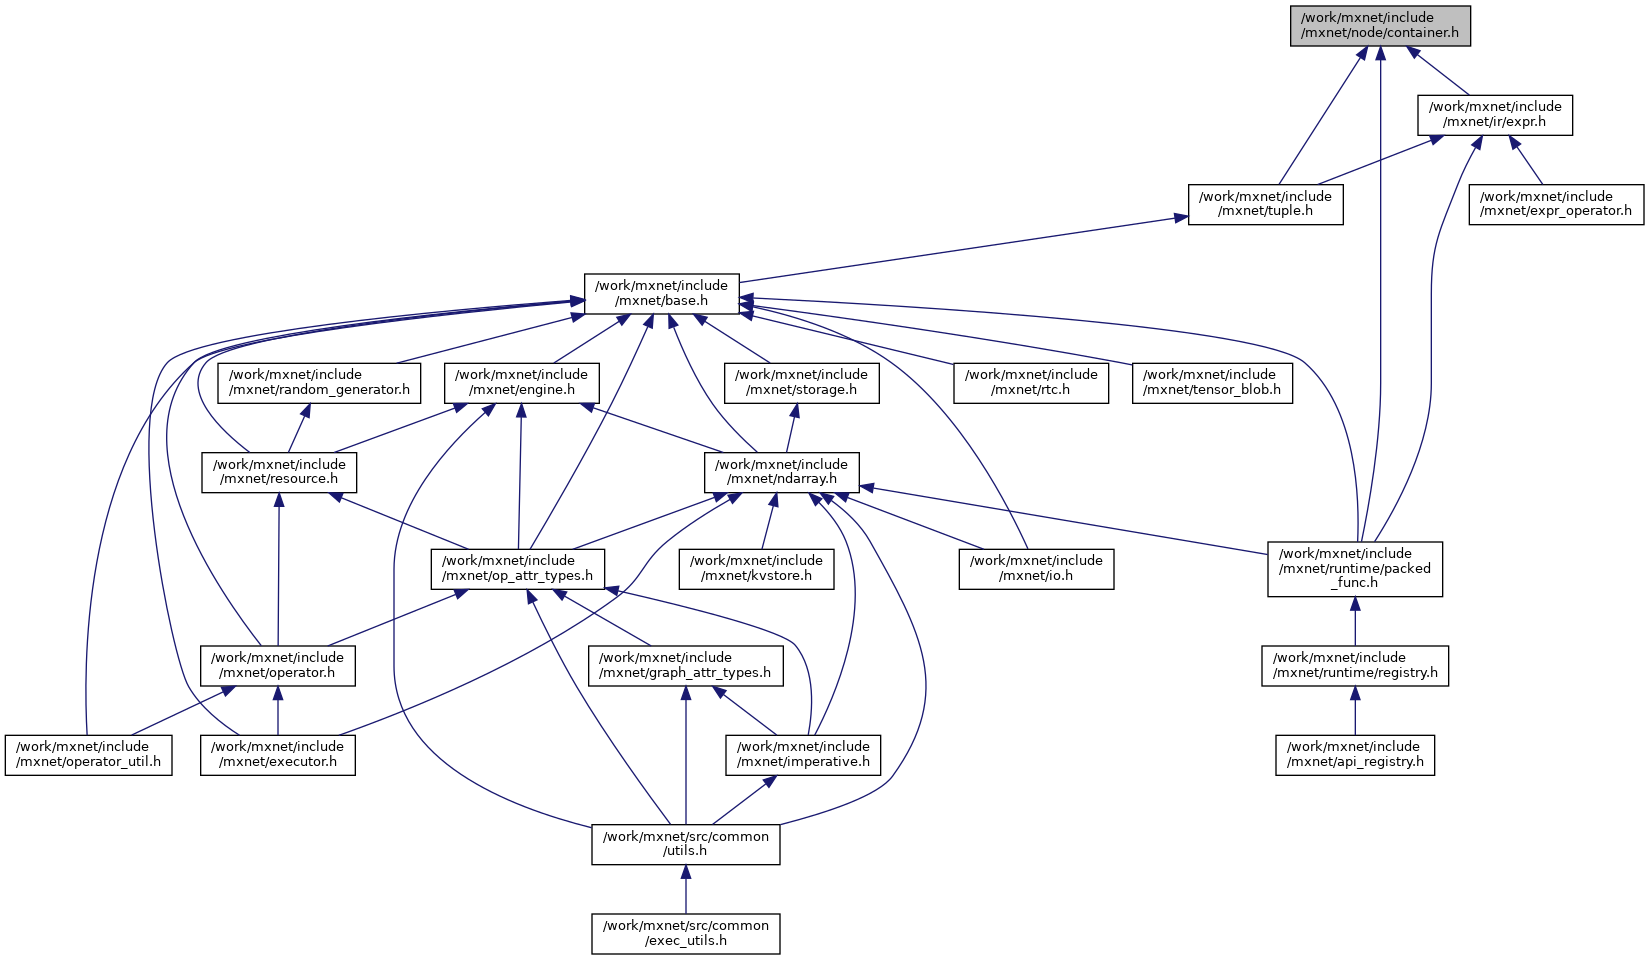 /work/mxnet/include
/mxnet/node/container.h
/work/mxnet/include
/mxnet/ir/expr.h
/work/mxnet/include
/mxnet/tuple.h
/work/mxnet/include
/mxnet/expr_operator.h
/work/mxnet/include
/mxnet/base.h
/work/mxnet/include
/mxnet/random_generator.h
/work/mxnet/include
/mxnet/engine.h
/work/mxnet/include
/mxnet/storage.h
/work/mxnet/include
/mxnet/rtc.h
/work/mxnet/include
/mxnet/tensor_blob.h
/work/mxnet/include
/mxnet/resource.h
/work/mxnet/include
/mxnet/ndarray.h
/work/mxnet/include
/mxnet/op_attr_types.h
/work/mxnet/include
/mxnet/kvstore.h
/work/mxnet/include
/mxnet/io.h
/work/mxnet/include
/mxnet/runtime/packed
_func.h
/work/mxnet/include
/mxnet/operator.h
/work/mxnet/include
/mxnet/graph_attr_types.h
/work/mxnet/include
/mxnet/runtime/registry.h
/work/mxnet/include
/mxnet/operator_util.h
/work/mxnet/include
/mxnet/executor.h
/work/mxnet/include
/mxnet/imperative.h
/work/mxnet/include
/mxnet/api_registry.h
/work/mxnet/src/common
/utils.h
/work/mxnet/src/common
/exec_utils.h